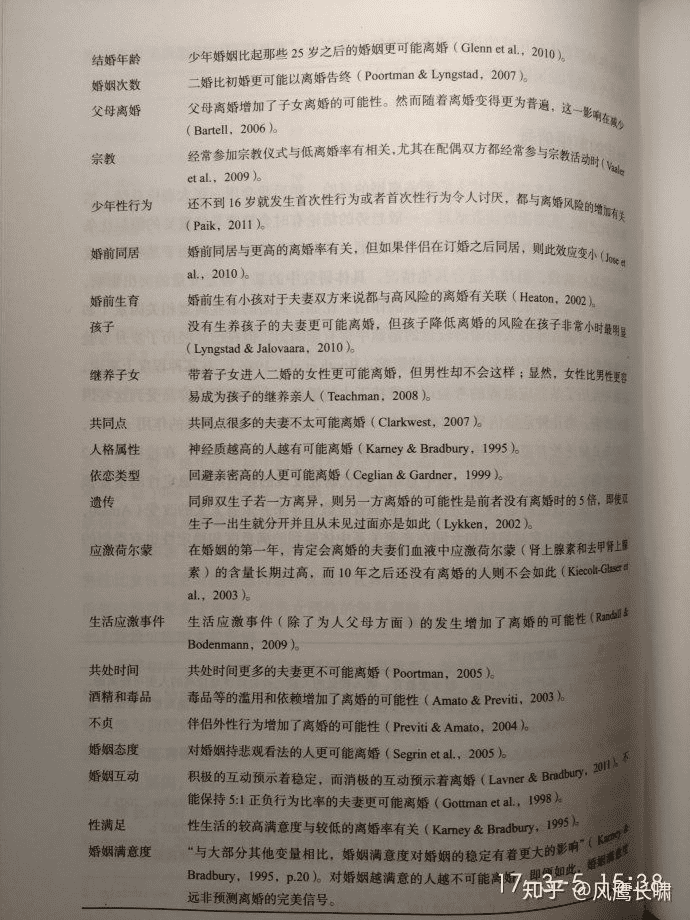 结婚年龄 少年婚姻比起那些 25 岁之后的婚姻更可能离婚(Glenn et al., 2010)。
婚姻次数 二婚比初婚更可能以离婚告终(Poortman & Lyngstad, 2007)。
父母离婚 父母离婚增加了子女离婚的可能性。然而随着离婚变得更为普遍,这一影响在减少
(Bartell, 2006)。
宗教 经常参加宗教仪式与低离婚率有相关,尤其在配偶双方都经常参与宗教活动时(Vaaler
et al., 2009)。
少年性行为 还不到 16 岁就发生首次性行为或者首次性行为令人讨厌,都与离婚风险的增加有关
(Paik, 2011)。
婚前同居 婚前同居与更高的离婚率有关,但如果伴侣在订婚之后同居,则此效应变小(Jose et
al., 2010)。
婚前生育 婚前生有小孩对于夫妻双方来说都与高风险的离婚有关联(Heaton, 2002)。
孩子 没有生养孩子的夫妻更可能离婚,但孩子降低离婚的风险在孩子非常小时最明显
(Lyngstad & Jalovaara, 2010)。
继养子女 带着子女进入二婚的女性更可能离婚,但男性却不会这样;显然,女性比男性更容
易成为孩子的继养亲人(Teachman, 2008)。
共同点 共同点很多的夫妻不太可能离婚(Clarkwest, 2007)。
人格属性 神经质越高的人越有可能离婚(Karney & Bradbury, 1995)。
依恋类型 回避亲密高的人更可能离婚(Ceglian & Gardner, 1999)。
遗传 同卵双生子若一方离异,则另一方离婚的可能性是前者没有离婚时的 5 倍,即使双
生子一出生就分开并且从未见过面亦是如此(Lykken, 2002)。
应激荷尔蒙 在婚姻的第一年,肯定会离婚的夫妻们血液中应激荷尔蒙(肾上腺素和去甲肾上腺
素)的含量长期过高,而 10 年之后还没有离婚的人则不会如此(Kiecolt-Glaser et
al., 2003)。
生活应激事件 生活应激事件(除了为人父母方面)的发生增加了离婚的可能性(Randall &
Bodenmann, 2009)。
共处时间 共处时间更多的夫妻更不可能离婚(Poortman, 2005)。
酒精和毒品 毒品等的滥用和依赖增加了离婚的可能性(Amato & Previti, 2003)。
不贞 伴侣外性行为增加了离婚的可能性(Previti & Amato, 2004)。
婚姻态度 对婚姻持悲观看法的人更可能离婚(Segrin et al., 2005)。
婚姻互动 积极的互动预示着稳定,而消极的互动预示着离婚(Lavner & Bradbury, 2011)。不
能保持 5:1 正负行为比率的夫妻更可能离婚(Gottman et al., 1998)。
性满足 性生活的较高满意度与较低的离婚率有关(Karney & Bradbury, 1995)。
婚姻满意度 “与大部分其他变量相比,婚姻满意度对婚姻的稳定有着更大的影响”(Karney &
Bradbury, 1995, p.20)。对婚姻越满意的人越不可能离婚。即便如此,婚姻满意度
远非预测离婚的完美信号。
17-3-5 15:38
知乎 @风鹰长啸